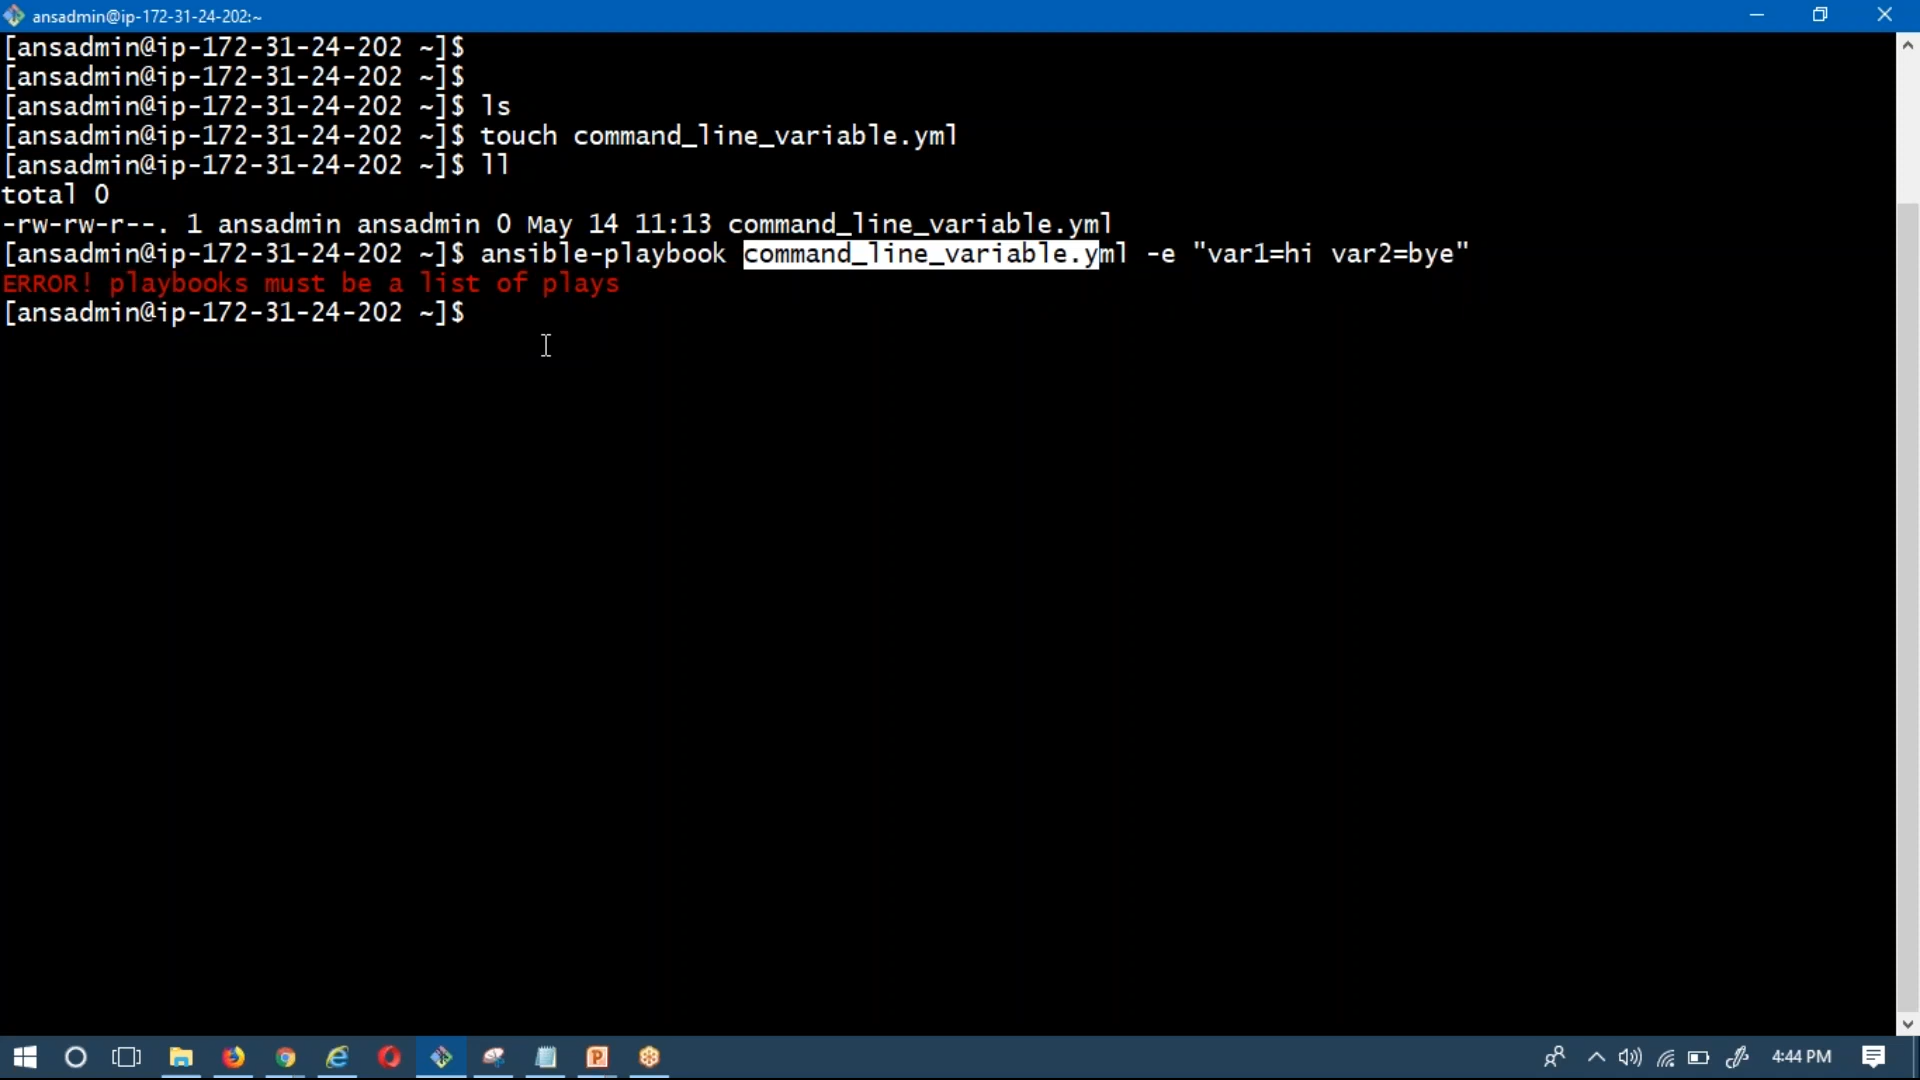 ansadmin@ip-172-31-24-202:~
[ansadmin@ip-172-31-24-202 ~]$
[ansadmin@ip-172-31-24-202 ~]$
[ansadmin@ip-172-31-24-202 ~]$ ls
[ansadmin@ip-172-31-24-202 ~]$ touch command_line_variable.yml
[ansadmin@ip-172-31-24-202 ~]$ ll
total 0
-rw-rw-r--. 1 ansadmin ansadmin 0 May 14 11:13 command_line_variable.yml
[ansadmin@ip-172-31-24-202 ~]$ ansible-playbook command_line_variable.yml -e "var1=hi var2=bye"
ERROR! playbooks must be a list of plays
[ansadmin@ip-172-31-24-202 ~]$
4:44 PM